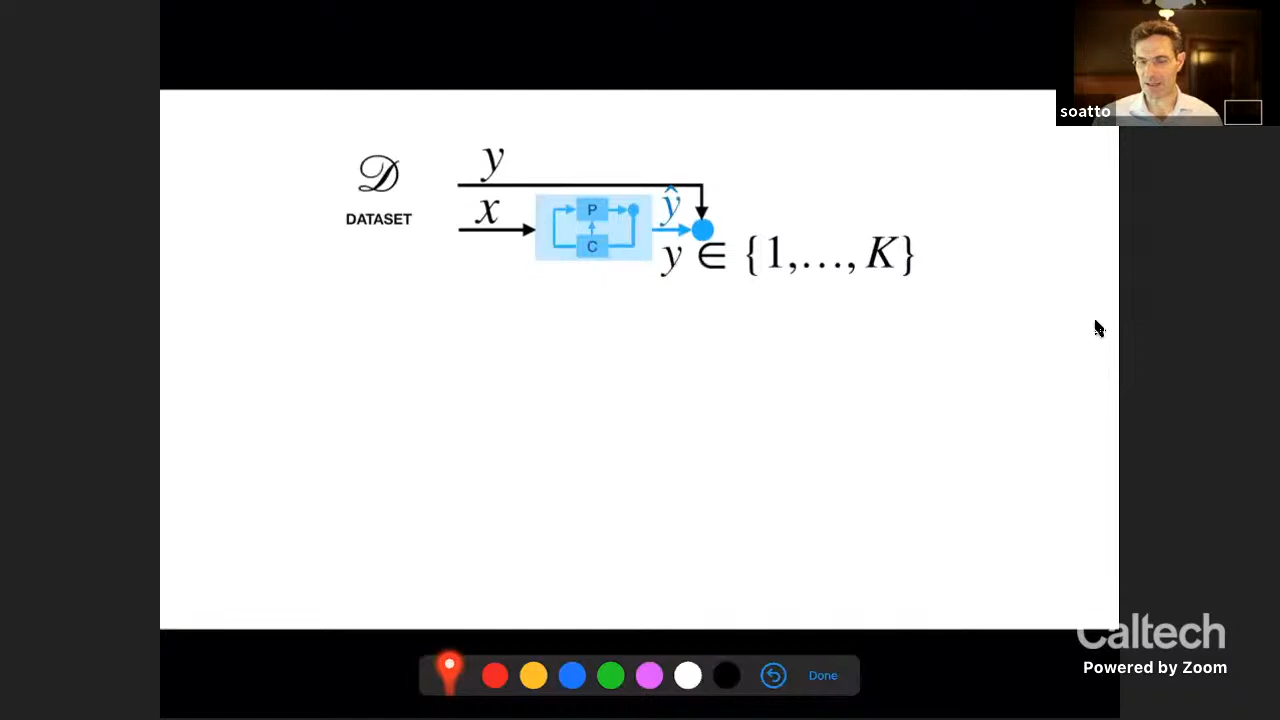 soatto
𝒟
DATASET
y
x
P
C
ŷ
y ∈ {1,…, K}
Caltech
Powered by Zoom
Done